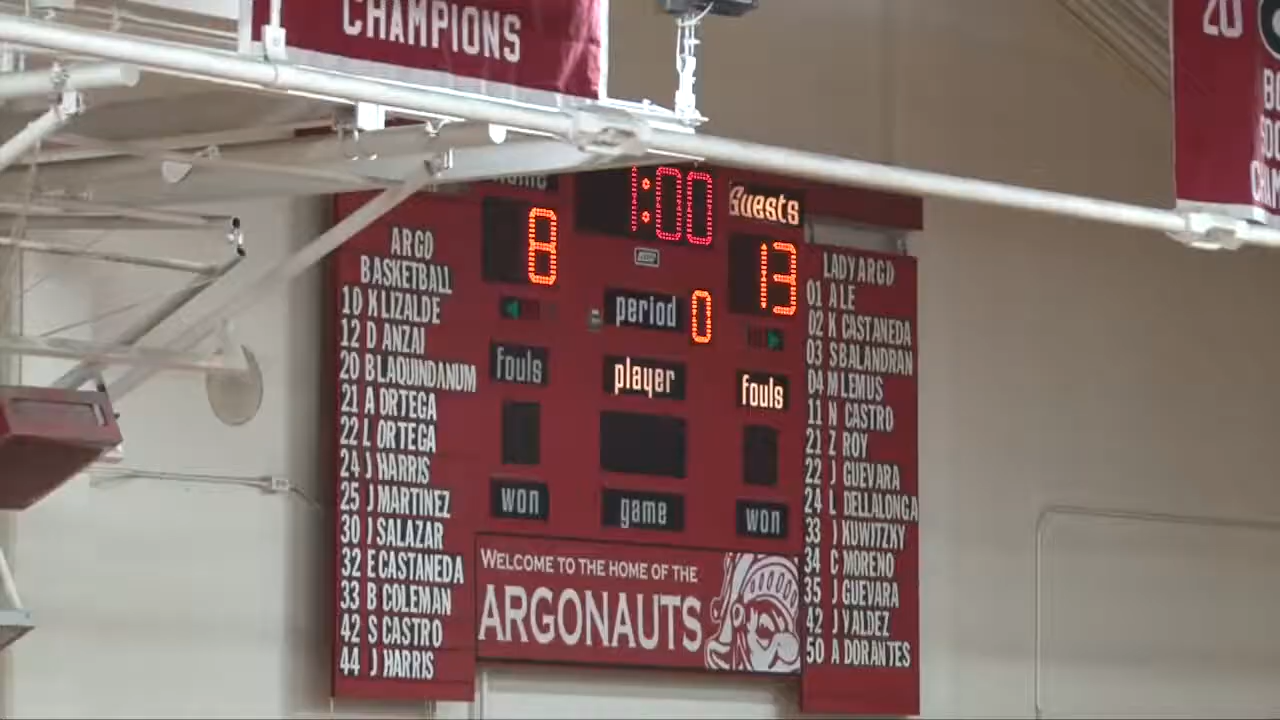 CHAMPIONS
20
1:00
Guests
8
13
period
0
fouls
player
fouls
won
game
won
ARGO
BASKETBALL
10 K LIZALDE
12 D ANZAI
20 B LAQUINDANUM
21 A ORTEGA
22 L ORTEGA
24 J HARRIS
25 J MARTINEZ
30 J SALAZAR
32 E CASTANEDA
33 B COLEMAN
42 S CASTRO
44 J HARRIS
WELCOME TO THE HOME OF THE
ARGONAUTS
LADY ARGO
01 A LE
02 K CASTANEDA
03 S BALANDRAN
04 M LEMUS
11 N CASTRO
21 Z ROY
22 J GUEVARA
24 L DELLALONGA
33 J KUWITZKY
34 C MORENO
35 J GUEVARA
42 J VALDEZ
50 A DORANTES